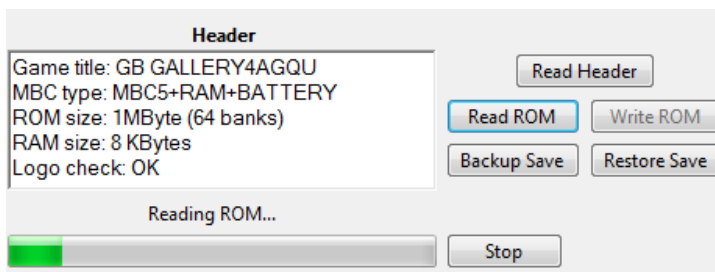 Header
Game title: GB GALLERY4AGQU
MBC type: MBC5+RAM+BATTERY
ROM size: 1MByte (64 banks)
RAM size: 8 KBytes
Logo check: OK
Read Header
Read ROM
Write ROM
Backup Save
Restore Save
Reading ROM...
Stop